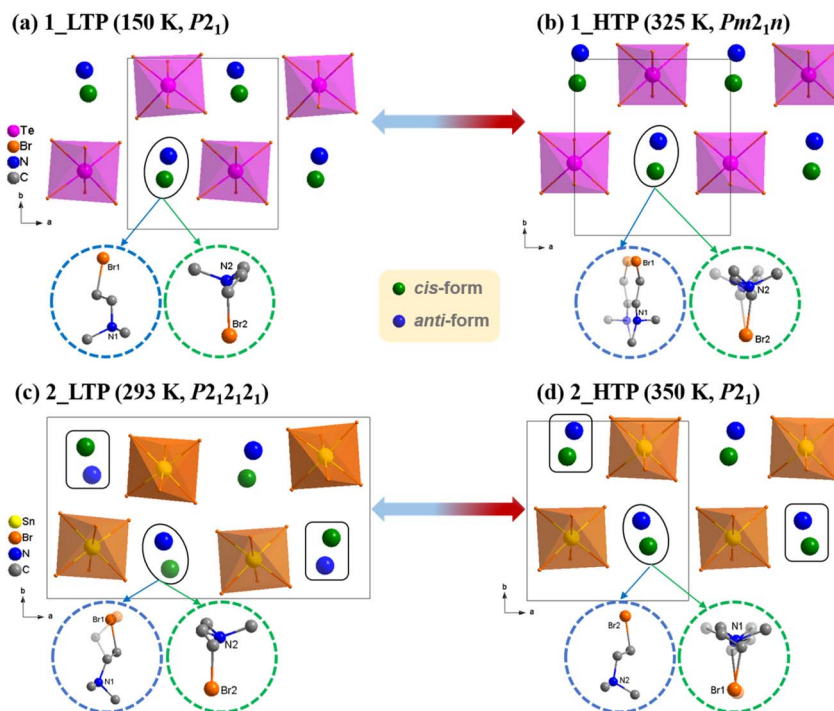 (a) 1_LTP (150 K, P2₁)
(b) 1_HTP (325 K, Pm2₁n)
Te
Br
N
C
b
a
b
a
Br1
N1
N2
Br2
cis-form
anti-form
Br1
N1
N2
Br2
(c) 2_LTP (293 K, P2₁2₁2₁)
(d) 2_HTP (350 K, P2₁)
Sn
Br
N
C
b
a
b
a
Br1
N1
N2
Br2
Br2
N2
N1
Br1